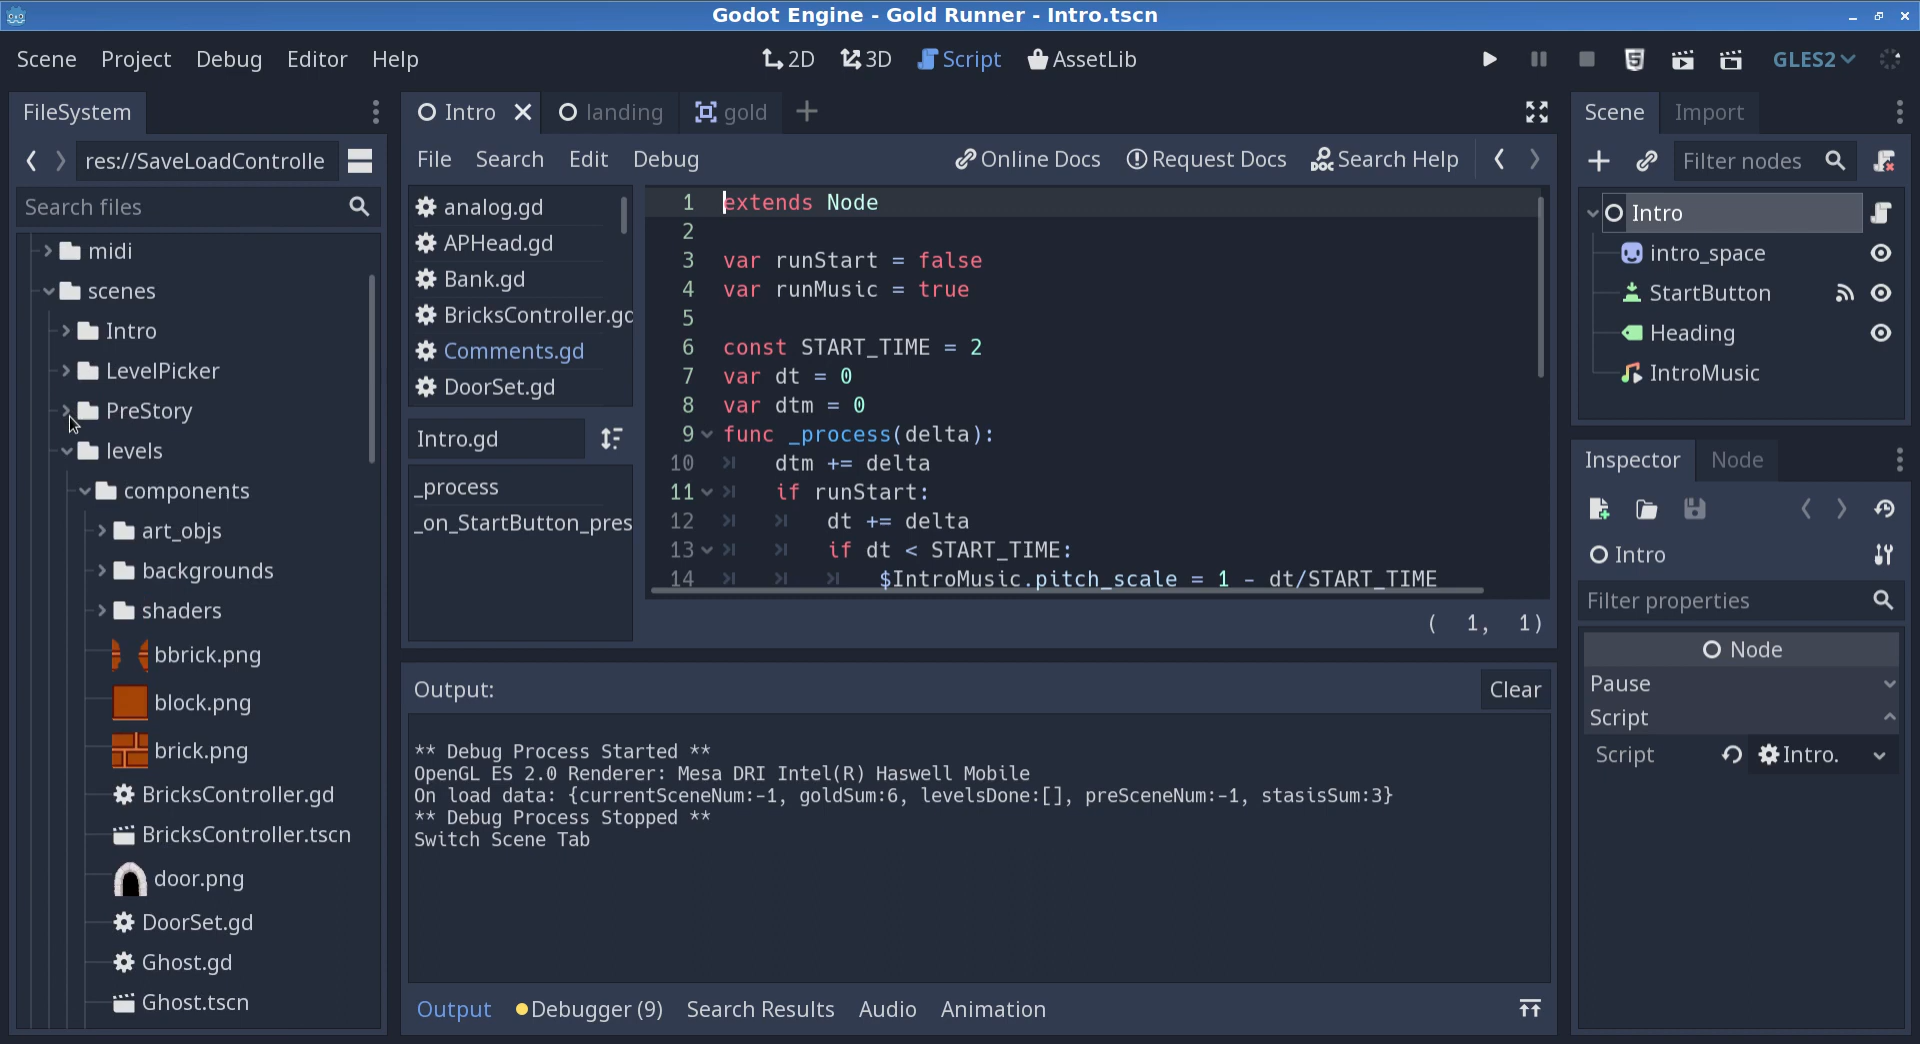 Godot Engine - Gold Runner - Intro.tscn
Scene Project Debug Editor Help
2D 3D Script AssetLib
GLES2
FileSystem
res://SaveLoadControlle
Search files
midi
scenes
Intro
LevelPicker
PreStory
levels
components
art_objs
backgrounds
shaders
bbrick.png
block.png
brick.png
BricksController.gd
BricksController.tscn
door.png
DoorSet.gd
Ghost.gd
Ghost.tscn
Intro landing gold
File Search Edit Debug
Online Docs Request Docs Search Help
analog.gd
APHead.gd
Bank.gd
BricksController.gd
Comments.gd
DoorSet.gd
Intro.gd
_process
_on_StartButton_pres
1 extends Node
2
3 var runStart = false
4 var runMusic = true
5
6 const START_TIME = 2
7 var dt = 0
8 var dtm = 0
9 func _process(delta):
10 dtm += delta
11 if runStart:
12 dt += delta
13 if dt < START_TIME:
14 $IntroMusic.pitch_scale = 1 - dt/START_TIME
( 1, 1)
Output:
Clear
** Debug Process Started **
OpenGL ES 2.0 Renderer: Mesa DRI Intel(R) Haswell Mobile
On load data: {currentSceneNum:-1, goldSum:6, levelsDone:[], preSceneNum:-1, stasisSum:3}
** Debug Process Stopped **
Switch Scene Tab
Output Debugger (9) Search Results Audio Animation
Scene Import
Filter nodes
Intro
intro_space
StartButton
Heading
IntroMusic
Inspector Node
Intro
Filter properties
Node
Pause
Script
Script Intro.